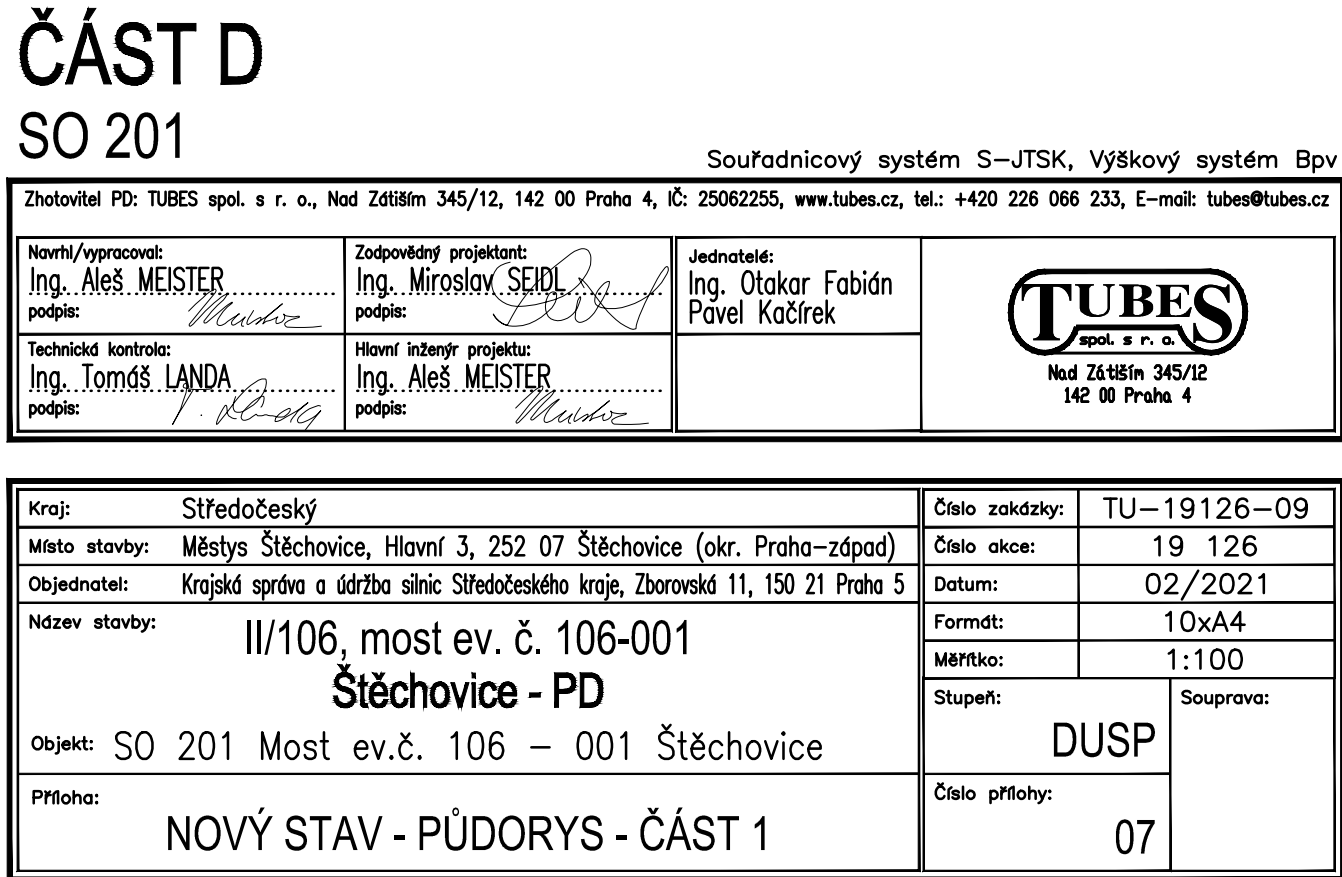 ČÁST D
SO 201
Souřadnicový systém S-JTSK, Výškový systém Bpv
Zhotovitel PD: TUBES spol. s r. o., Nad Zátiším 345/12, 142 00 Praha 4, IČ: 25062255, www.tubes.cz, tel.: +420 226 066 233, E-mail: tubes@tubes.cz
Navrhl/vypracoval:
Ing. Aleš MEISTER
podpis:
Zodpovědný projektant:
Ing. Miroslav SEIDL
podpis:
Jednatelé:
Ing. Otakar Fabián
Pavel Kačírek
TUBES
spol. s r. o.
Nad Zátiším 345/12
142 00 Praha 4
Technická kontrola:
Ing. Tomáš LANDA
podpis:
Hlavní inženýr projektu:
Ing. Aleš MEISTER
podpis:
Kraj: Středočeský
Číslo zakázky: TU-19126-09
Místo stavby: Městys Štěchovice, Hlavní 3, 252 07 Štěchovice (okr. Praha-západ)
Číslo akce: 19 126
Objednatel: Krajská správa a údržba silnic Středočeského kraje, Zborovská 11, 150 21 Praha 5
Datum: 02/2021
Název stavby:
II/106, most ev. č. 106-001
Štěchovice - PD
Formát: 10xA4
Měřítko: 1:100
Objekt: SO 201 Most ev.č. 106 - 001 Štěchovice
Stupeň:
DUSP
Souprava:
Příloha:
NOVÝ STAV - PŮDORYS - ČÁST 1
Číslo přílohy:
07